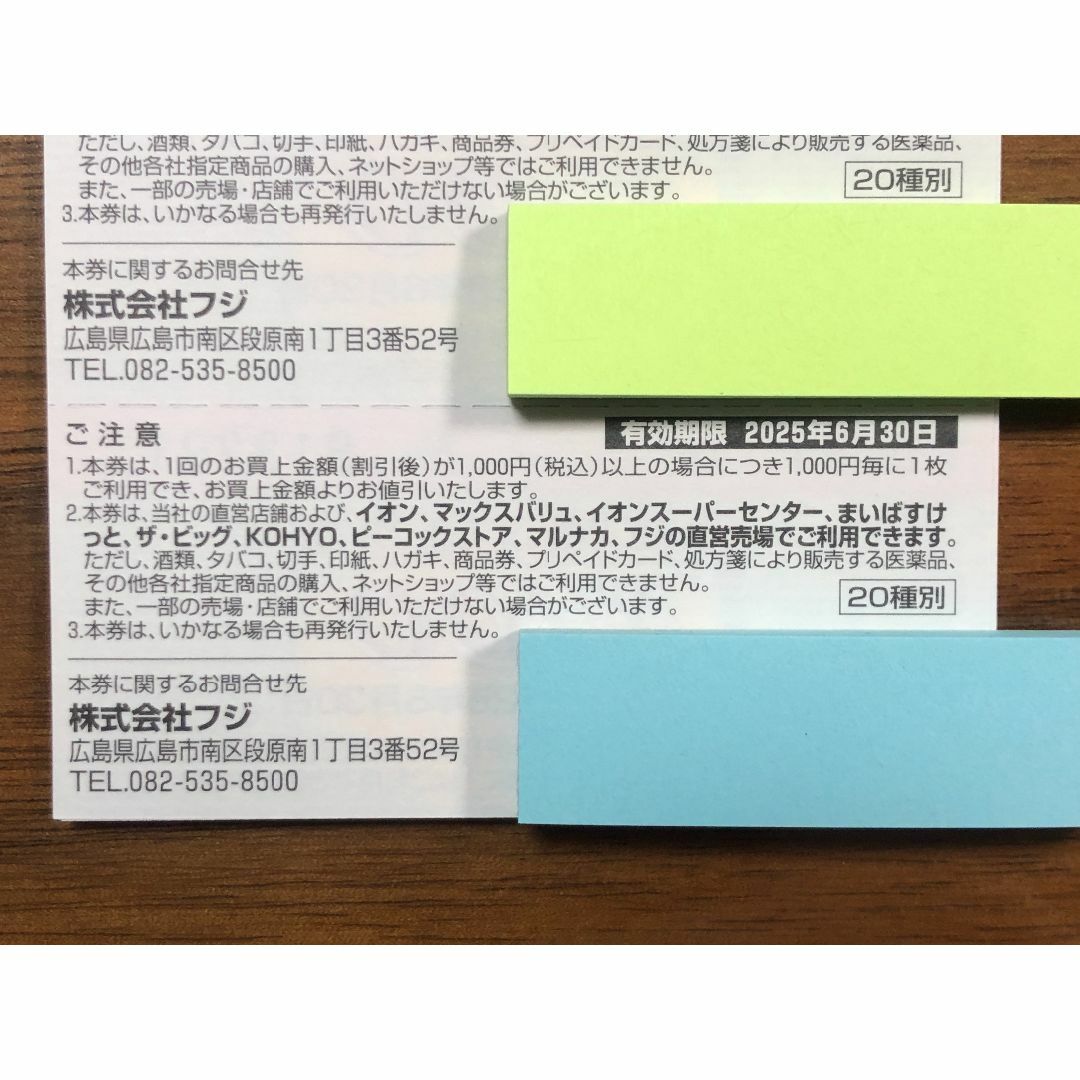 ただし、酒類、タバコ、切手、印紙、ハガキ、商品券、プリペイドカード、処方箋により販売する医薬品、
その他各社指定商品の購入、ネットショップ等ではご利用できません。
また、一部の売場・店舗でご利用いただけない場合がございます。
20種別
3.本券は、いかなる場合も再発行いたしません。
本券に関するお問合せ先
株式会社フジ
広島県広島市南区段原南1丁目3番52号
TEL.082-535-8500
ご注意
有効期限 2025年6月30日
1.本券は、1回のお買上金額(割引後)が1,000円(税込)以上の場合につき1,000円毎に1枚
ご利用でき、お買上金額よりお値引いたします。
2.本券は、当社の直営店舗および、イオン、マックスバリュ、イオンスーパーセンター、まいばすけ
っと、ザ・ビッグ、KOHYO、ピーコックストア、マルナカ、フジの直営売場でご利用できます。
ただし、酒類、タバコ、切手、印紙、ハガキ、商品券、プリペイドカード、処方箋により販売する医薬品、
その他各社指定商品の購入、ネットショップ等ではご利用できません。
また、一部の売場・店舗でご利用いただけない場合がございます。
20種別
3.本券は、いかなる場合も再発行いたしません。
本券に関するお問合せ先
株式会社フジ
広島県広島市南区段原南1丁目3番52号
TEL.082-535-8500